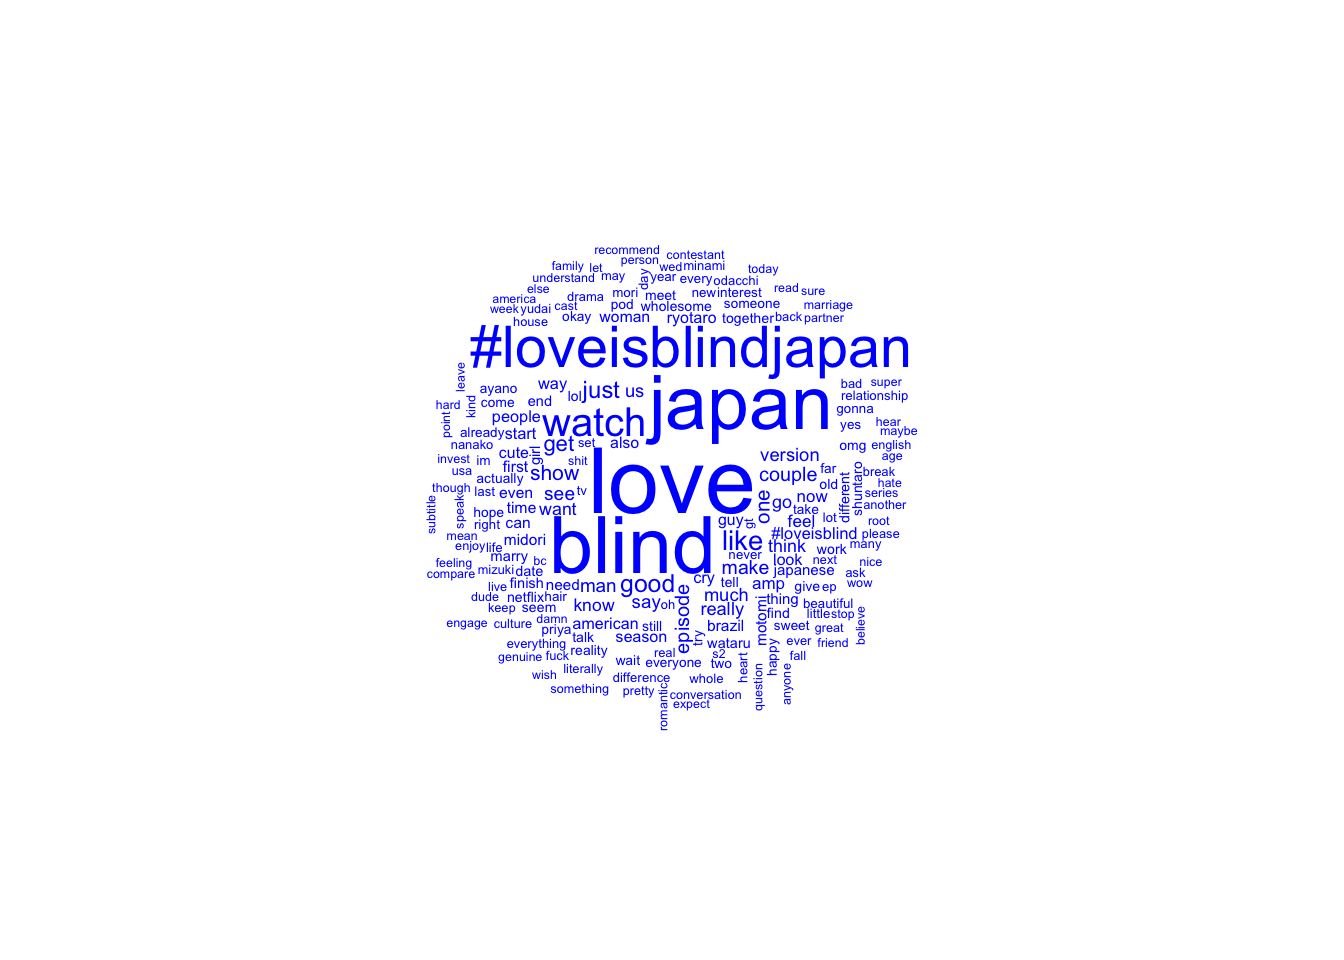 recommend
person contestant
family let wed minami today
understand may day year every odacchi
else drama mori meet new interest read sure
america cast pod wholesome someone marriage
week yudai okay woman ryotaro together back partner
house
#loveisblindjapan
leave ayano way lol just us japan bad super
hard kind come end relationship
point people watch gonna
already start yes hear maybe
nanako cute girl get set also omg english
invest im first shit version age
usa actually show love couple far break
though last even see tv old different shuntaro hate
subtitle speak hope time want one go now take series another
right can guy gt feel lot root
mean midori blind like #loveisblind please
enjoy life marry never think work many
feeling bc make look next nice
compare mizuki date japanese ask
live finish need man good cry tell amp give ep wow
dude netflix hair much thing beautiful
keep seem know say oh episode really motomi find little stop
engage culture damn american still try brazil sweet great believe
priya talk season wataru happy ever friend
everything reality real s2 heart fall
genuine fuck wait everyone two
wish literally difference whole question anyone
something pretty conversation
romantic expect